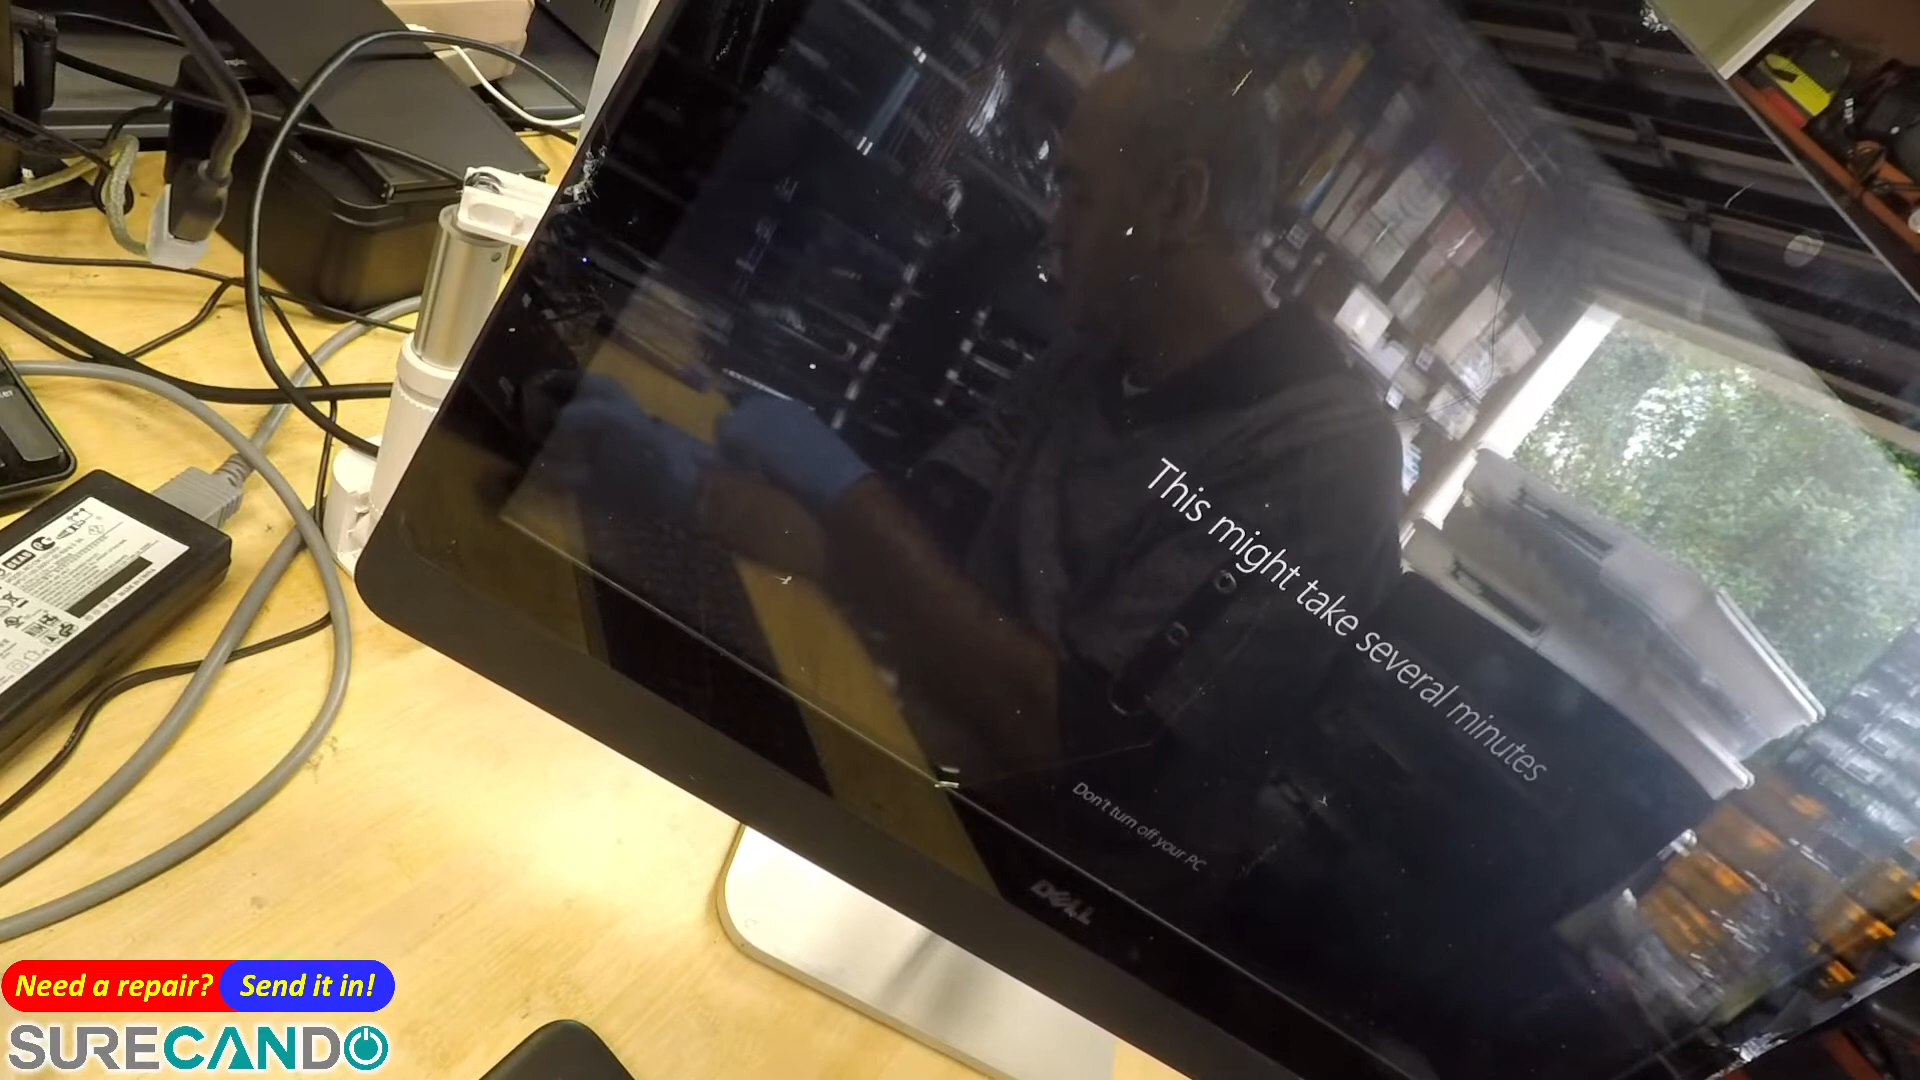 This might take several minutes
Don't turn off your PC
DELL
Need a repair? Send it in!
SURECANDO